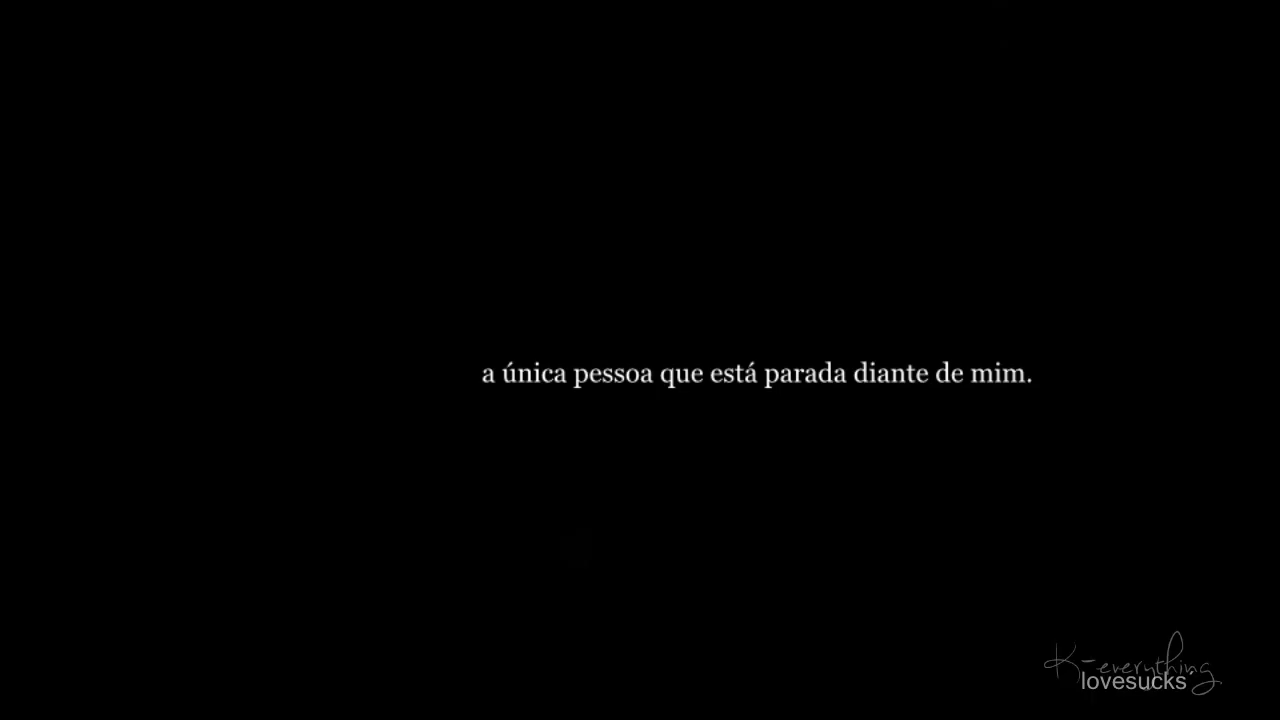 a única pessoa que está parada diante de mim.
K-everything
lovesucks